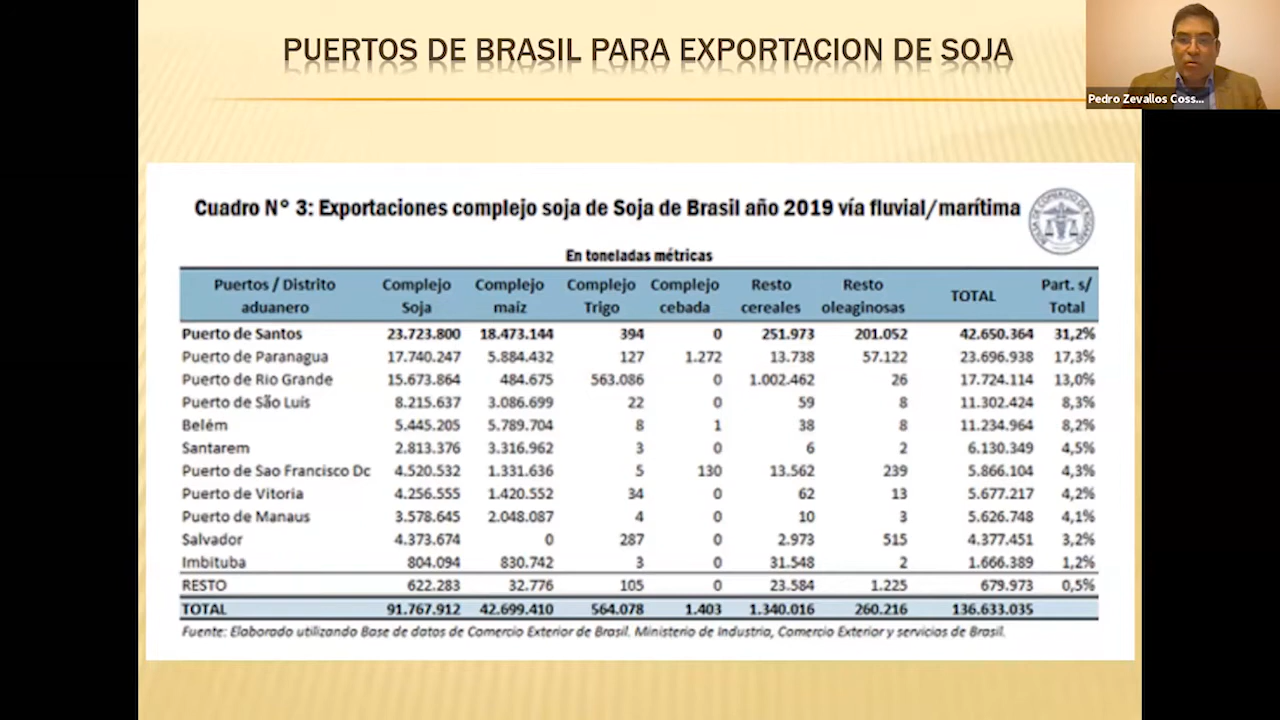 PUERTOS DE BRASIL PARA EXPORTACION DE SOJA
Pedro Zevallos Coss...
Cuadro N° 3: Exportaciones complejo soja de Soja de Brasil año 2019 vía fluvial/marítima
BOLSA DE COMERCIO DE ROSARIO
En toneladas métricas
Puertos / Distrito aduanero Complejo Soja Complejo maiz Complejo Trigo Complejo cebada Resto cereales Resto oleaginosas TOTAL Part. s/ Total
Puerto de Santos 23.723.800 18.473.144 394 0 251.973 201.052 42.650.364 31,2%
Puerto de Paranagua 17.740.247 5.884.432 127 1.272 13.738 57.122 23.696.938 17,3%
Puerto de Rio Grande 15.673.864 484.675 563.086 0 1.002.462 26 17.724.114 13,0%
Puerto de São Luís 8.215.637 3.086.699 22 0 59 8 11.302.424 8,3%
Belém 5.445.205 5.789.704 8 1 38 8 11.234.964 8,2%
Santarem 2.813.376 3.316.962 3 0 6 2 6.130.349 4,5%
Puerto de Sao Francisco Dc 4.520.532 1.331.636 5 130 13.562 239 5.866.104 4,3%
Puerto de Vitoria 4.256.555 1.420.552 34 0 62 13 5.677.217 4,2%
Puerto de Manaus 3.578.645 2.048.087 4 0 10 3 5.626.748 4,1%
Salvador 4.373.674 0 287 0 2.973 515 4.377.451 3,2%
Imbituba 804.094 830.742 3 0 31.548 2 1.666.389 1,2%
RESTO 622.283 32.776 105 0 23.584 1.225 679.973 0,5%
TOTAL 91.767.912 42.699.410 564.078 1.403 1.340.016 260.216 136.633.035
Fuente: Elaborado utilizando Base de datos de Comercio Exterior de Brasil. Ministerio de Industria, Comercio Exterior y servicios de Brasil.